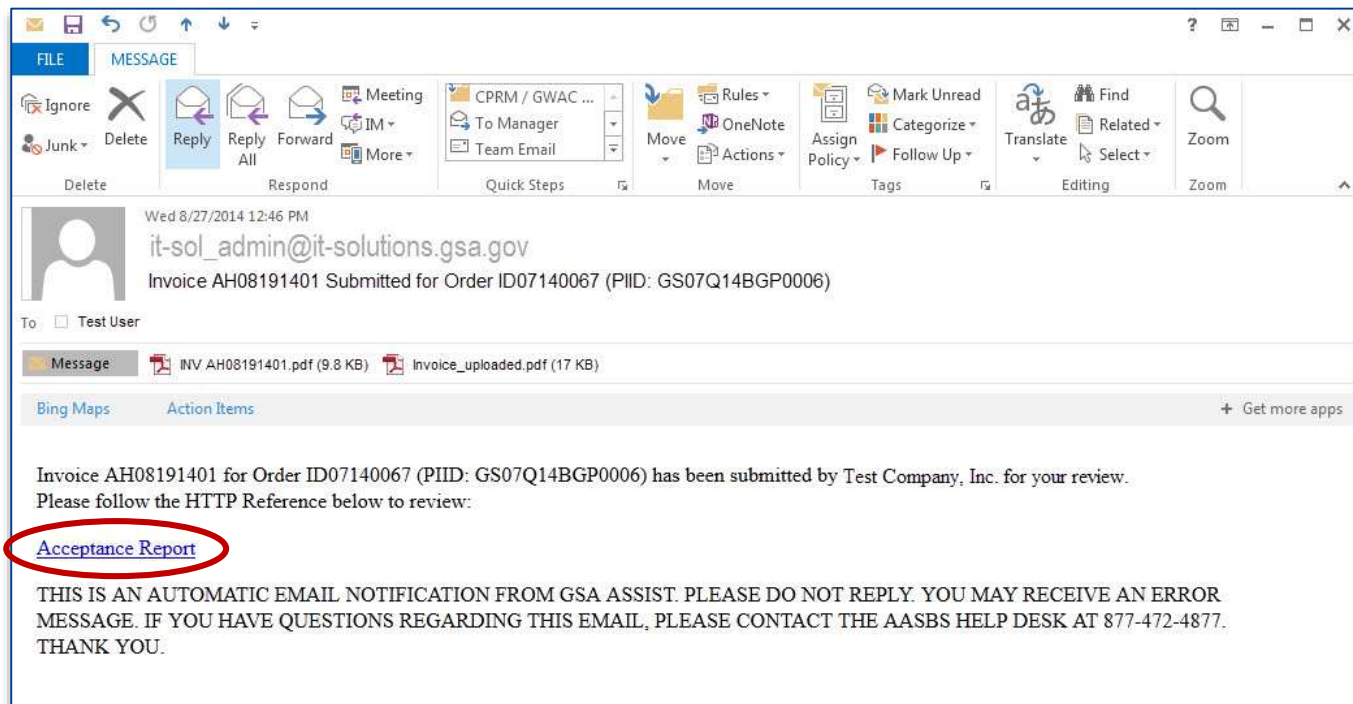 ?
FILE MESSAGE
Ignore
Junk
Delete
Reply
Reply All
Forward
Meeting
IM
More
CPRM / GWAC ...
To Manager
Team Email
Move
Rules
OneNote
Actions
Assign Policy
Mark Unread
Categorize
Follow Up
Translate
Find
Related
Select
Zoom
Delete Respond Quick Steps Move Tags Editing Zoom
Wed 8/27/2014 12:46 PM
it-sol_admin@it-solutions.gsa.gov
Invoice AH08191401 Submitted for Order ID07140067 (PIID: GS07Q14BGP0006)
To Test User
Message INV AH08191401.pdf (9.8 KB) Invoice_uploaded.pdf (17 KB)
Bing Maps Action Items + Get more apps
Invoice AH08191401 for Order ID07140067 (PIID: GS07Q14BGP0006) has been submitted by Test Company, Inc. for your review.
Please follow the HTTP Reference below to review:
Acceptance Report
THIS IS AN AUTOMATIC EMAIL NOTIFICATION FROM GSA ASSIST. PLEASE DO NOT REPLY. YOU MAY RECEIVE AN ERROR
MESSAGE. IF YOU HAVE QUESTIONS REGARDING THIS EMAIL, PLEASE CONTACT THE AASBS HELP DESK AT 877-472-4877.
THANK YOU.